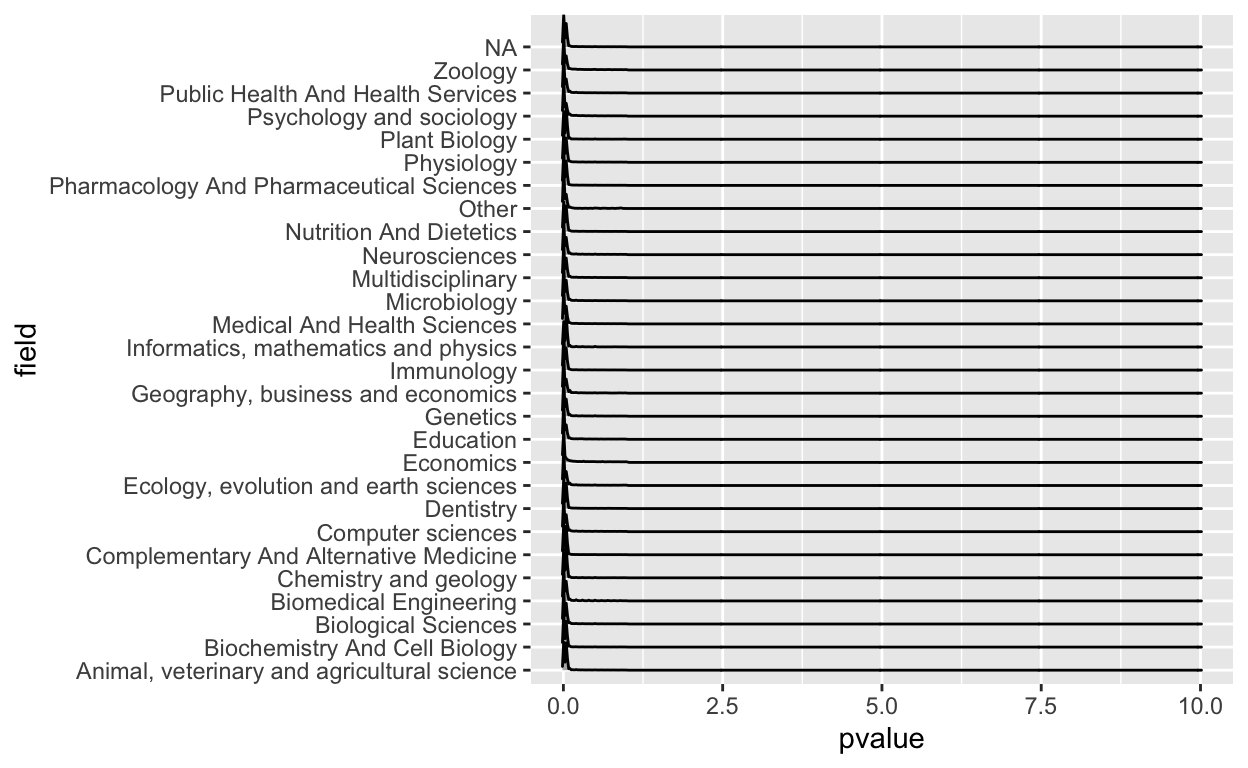 NA
Zoology
Public Health And Health Services
Psychology and sociology
Plant Biology
Physiology
Pharmacology And Pharmaceutical Sciences
Other
Nutrition And Dietetics
Neurosciences
Multidisciplinary
Microbiology
Medical And Health Sciences
Informatics, mathematics and physics
Immunology
Geography, business and economics
Genetics
Education
Economics
Ecology, evolution and earth sciences
Dentistry
Computer sciences
Complementary And Alternative Medicine
Chemistry and geology
Biomedical Engineering
Biological Sciences
Biochemistry And Cell Biology
Animal, veterinary and agricultural science
field
0.0 2.5 5.0 7.5 10.0
pvalue